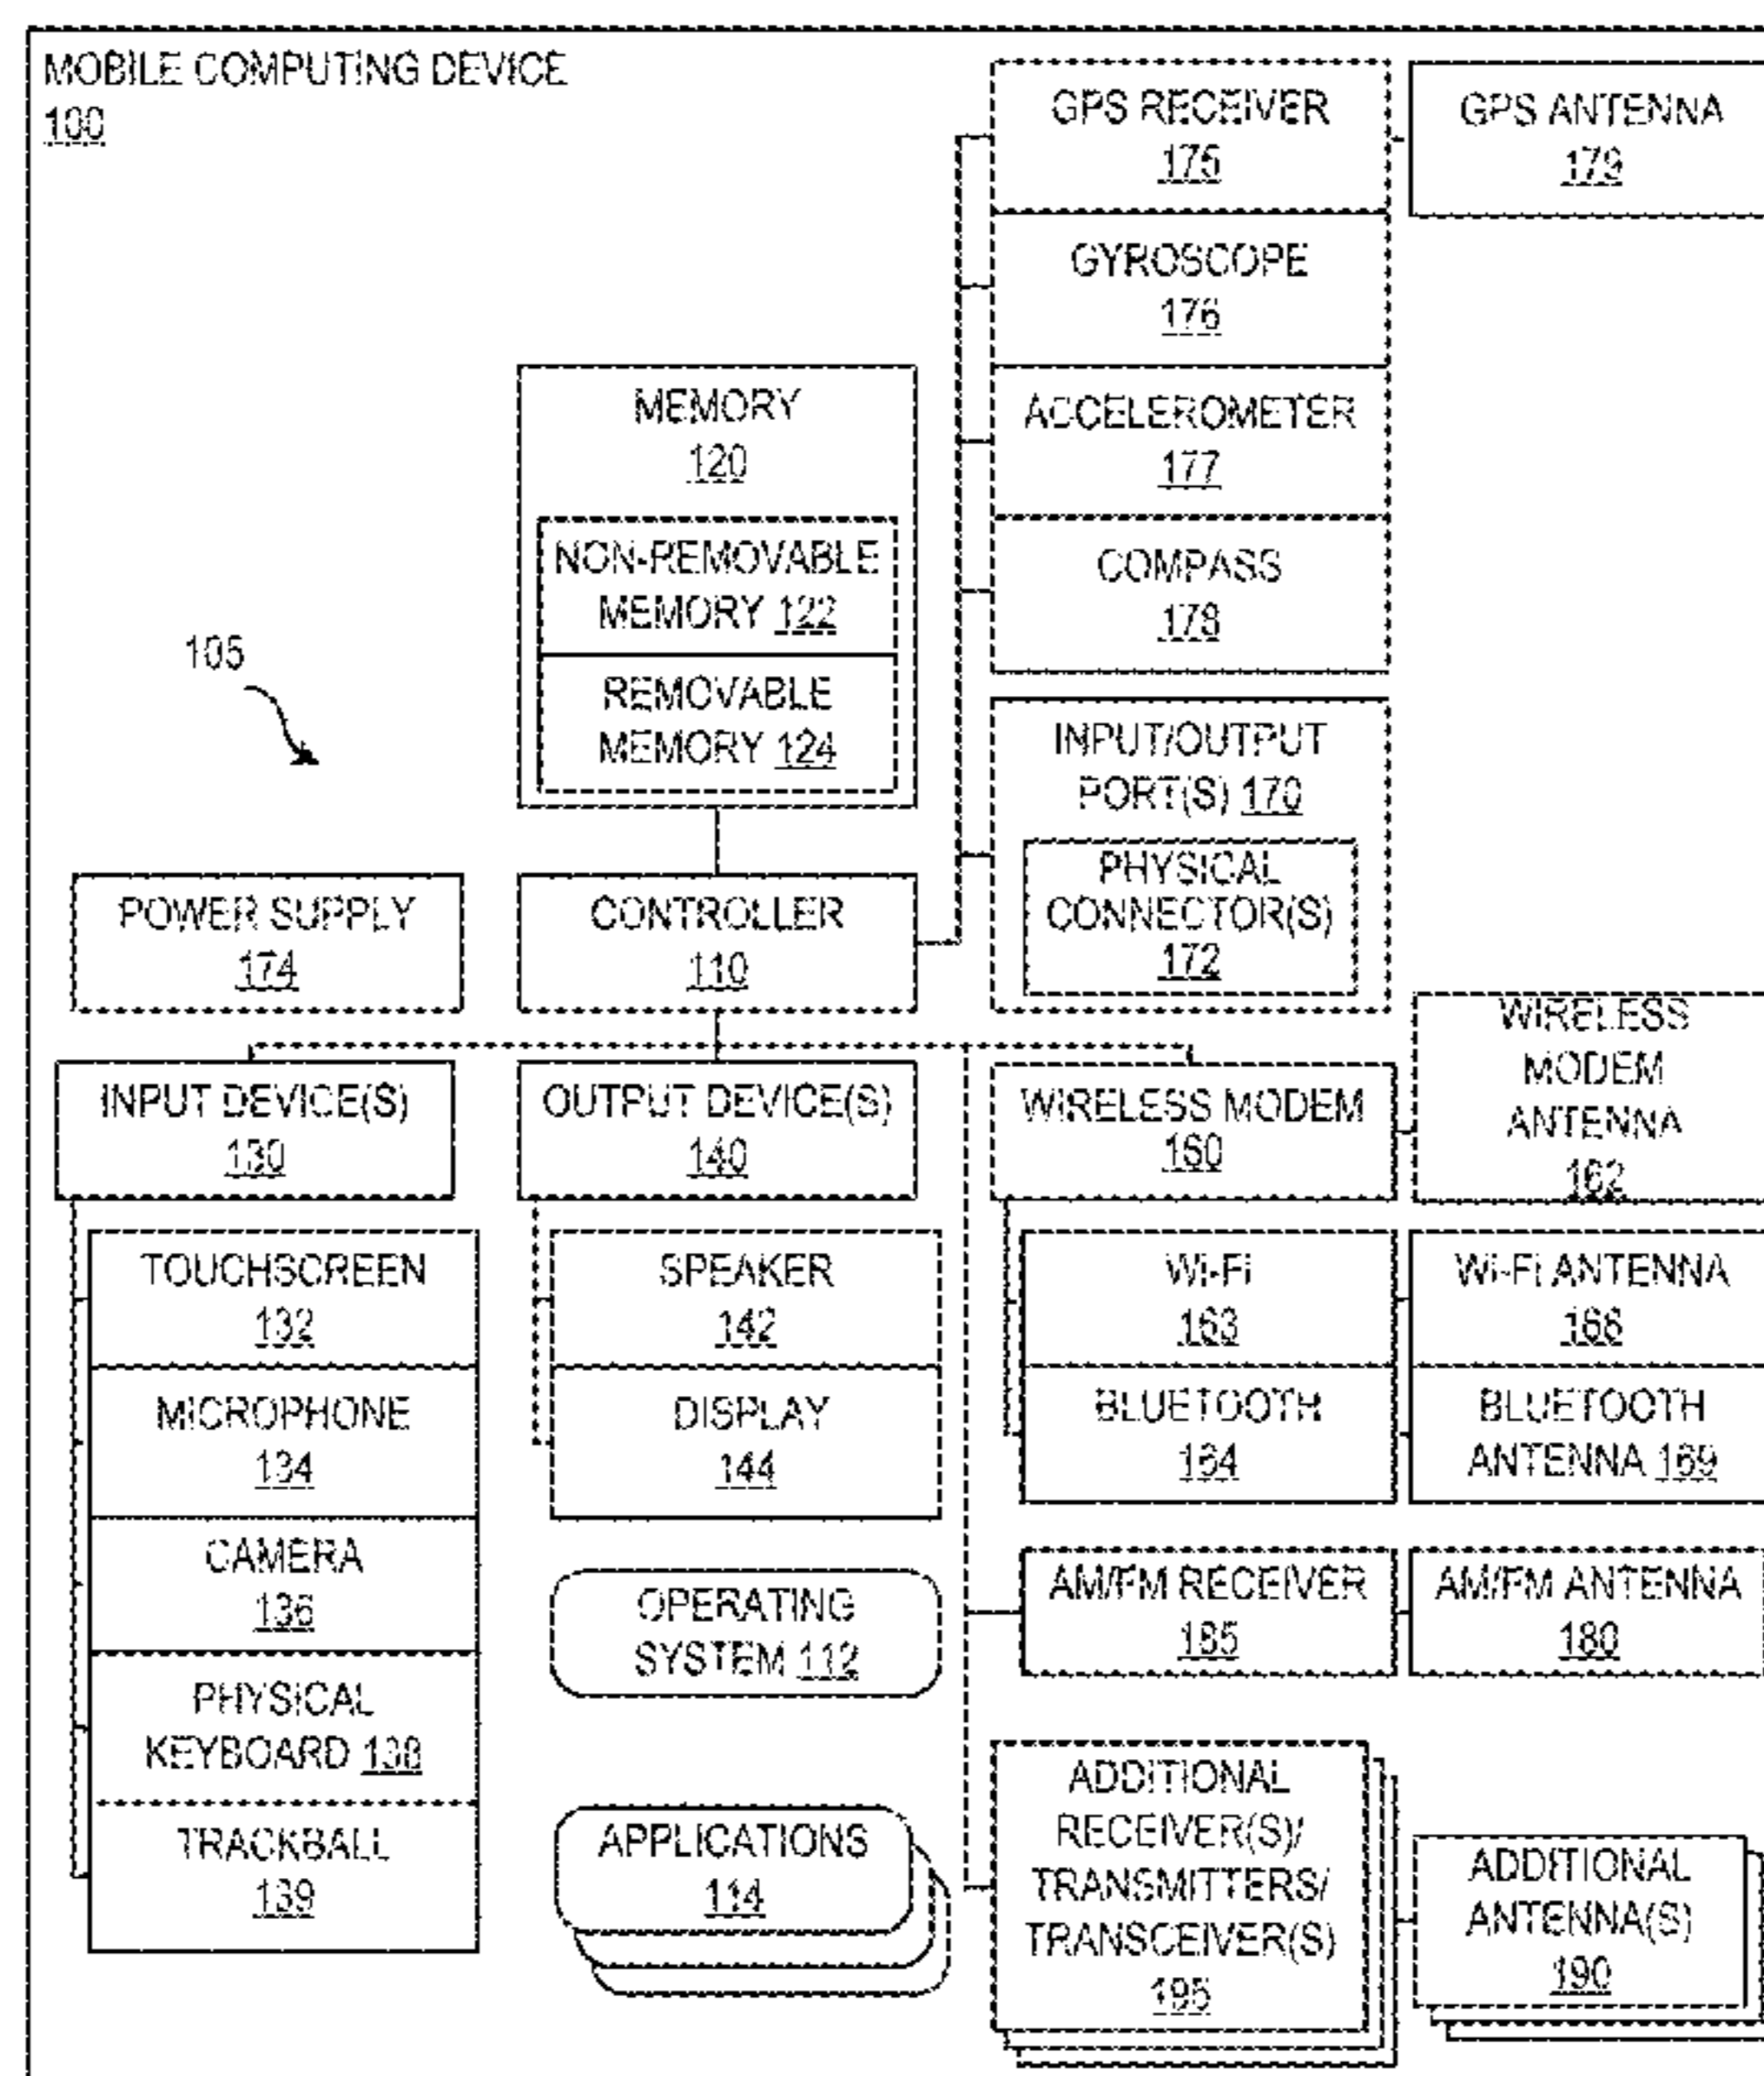 MOBILE COMPUTING DEVICE
100
GPS RECEIVER
175
GPS ANTENNA
179
GYROSCOPE
176
ACCELEROMETER
177
COMPASS
178
MEMORY
120
NON-REMOVABLE
MEMORY 122
REMOVABLE
MEMORY 124
105
INPUT/OUTPUT
PORT(S) 170
PHYSICAL
CONNECTOR(S)
172
POWER SUPPLY
174
CONTROLLER
110
INPUT DEVICE(S)
130
OUTPUT DEVICE(S)
140
WIRELESS MODEM
160
WIRELESS
MODEM
ANTENNA
162
TOUCHSCREEN
132
MICROPHONE
134
CAMERA
136
PHYSICAL
KEYBOARD 138
TRACKBALL
139
SPEAKER
142
DISPLAY
144
OPERATING
SYSTEM 112
APPLICATIONS
114
Wi-Fi
163
Wi-Fi ANTENNA
168
BLUETOOTH
164
BLUETOOTH
ANTENNA 169
AM/FM RECEIVER
185
AM/FM ANTENNA
180
ADDITIONAL
RECEIVER(S)/
TRANSMITTERS/
TRANSCEIVER(S)
195
ADDITIONAL
ANTENNA(S)
190